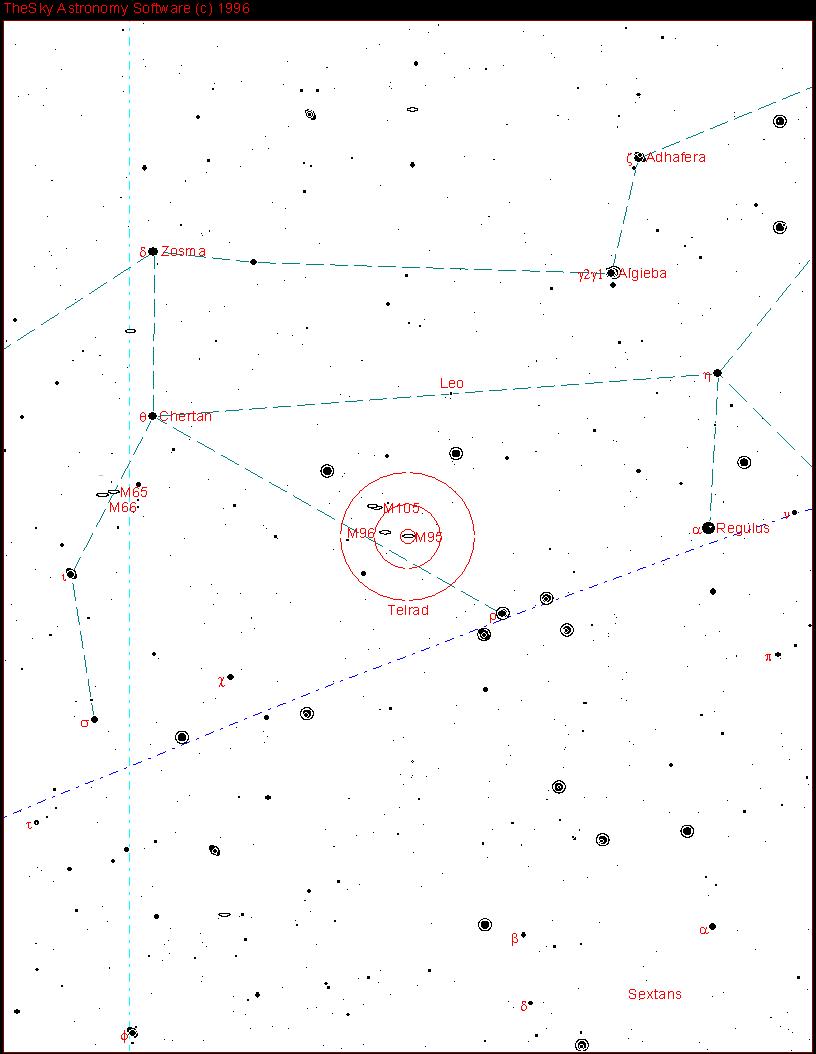 TheSky Astronomy Software (c) 1996
ζ Adhafera
δ Zosma
γ2γ1 Algieba
η
Leo
θ Chertan
M65
M66
M105
M96
M95
Telrad
α Regulus
ν
ι
ρ
π
χ
σ
τ
β
α
Sextans
δ
ϕ